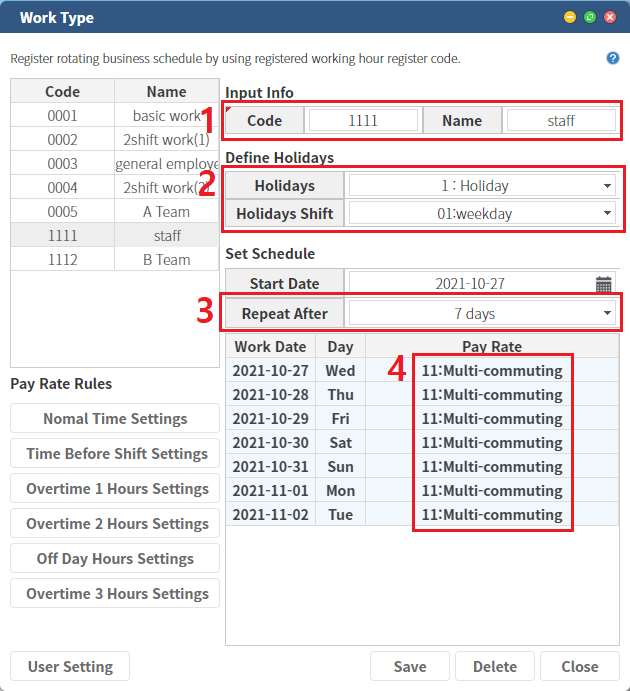 Work Type
Register rotating business schedule by using registered working hour register code.
?
Code Name
0001 basic work
0002 2shift work(1)
0003 general employe
0004 2shift work(2)
0005 A Team
1111 staff
1112 B Team
Pay Rate Rules
Nomal Time Settings
Time Before Shift Settings
Overtime 1 Hours Settings
Overtime 2 Hours Settings
Off Day Hours Settings
Overtime 3 Hours Settings
User Setting
Input Info
1 Code 1111 Name staff
Define Holidays
2 Holidays 1 : Holiday
Holidays Shift 01:weekday
Set Schedule
Start Date 2021-10-27
3 Repeat After 7 days
Work Date Day Pay Rate
4
2021-10-27 Wed 11:Multi-commuting
2021-10-28 Thu 11:Multi-commuting
2021-10-29 Fri 11:Multi-commuting
2021-10-30 Sat 11:Multi-commuting
2021-10-31 Sun 11:Multi-commuting
2021-11-01 Mon 11:Multi-commuting
2021-11-02 Tue 11:Multi-commuting
Save Delete Close